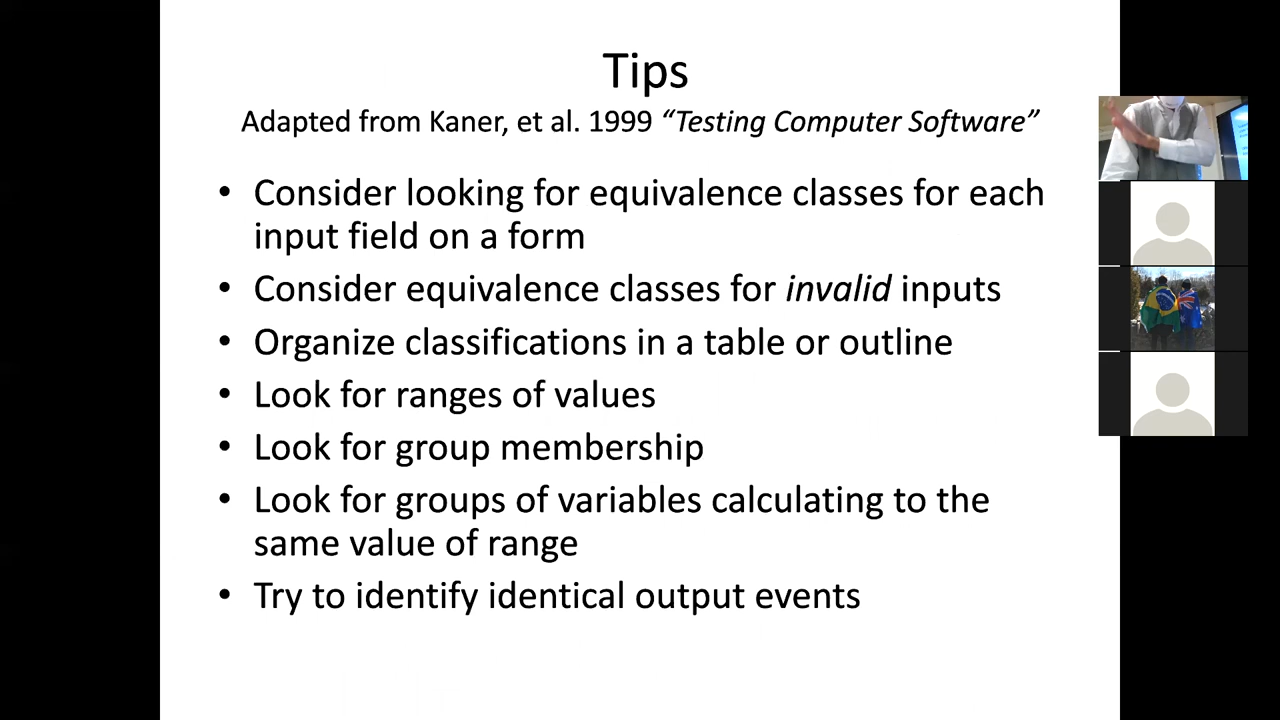 Tips
Adapted from Kaner, et al. 1999 “Testing Computer Software”
• Consider looking for equivalence classes for each
input field on a form
• Consider equivalence classes for invalid inputs
• Organize classifications in a table or outline
• Look for ranges of values
• Look for group membership
• Look for groups of variables calculating to the
same value of range
• Try to identify identical output events